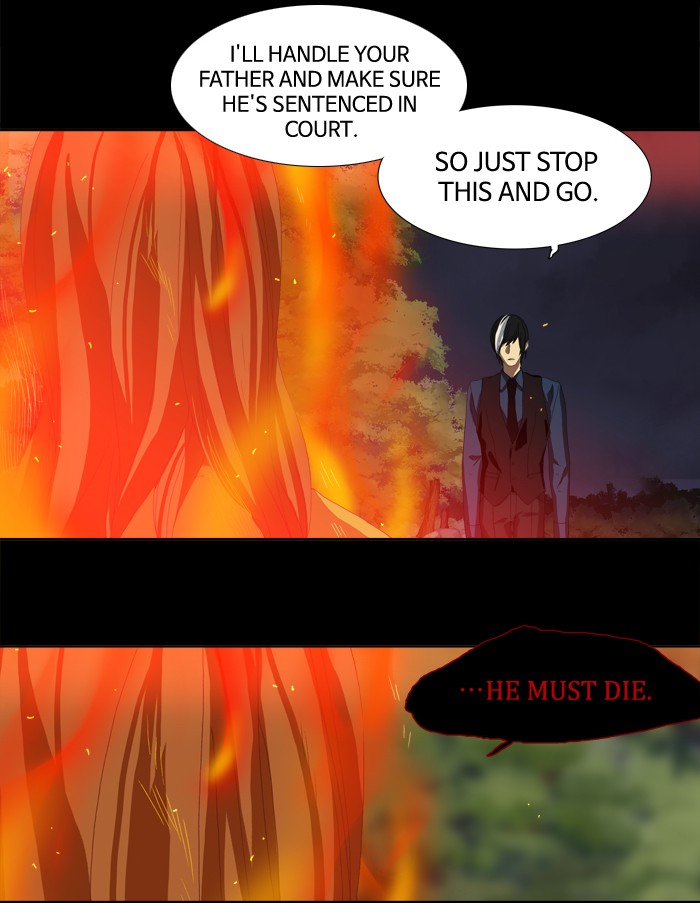 I'LL HANDLE YOUR
FATHER AND MAKE SURE
HE'S SENTENCED IN
COURT.
SO JUST STOP
THIS AND GO.
…HE MUST DIE.